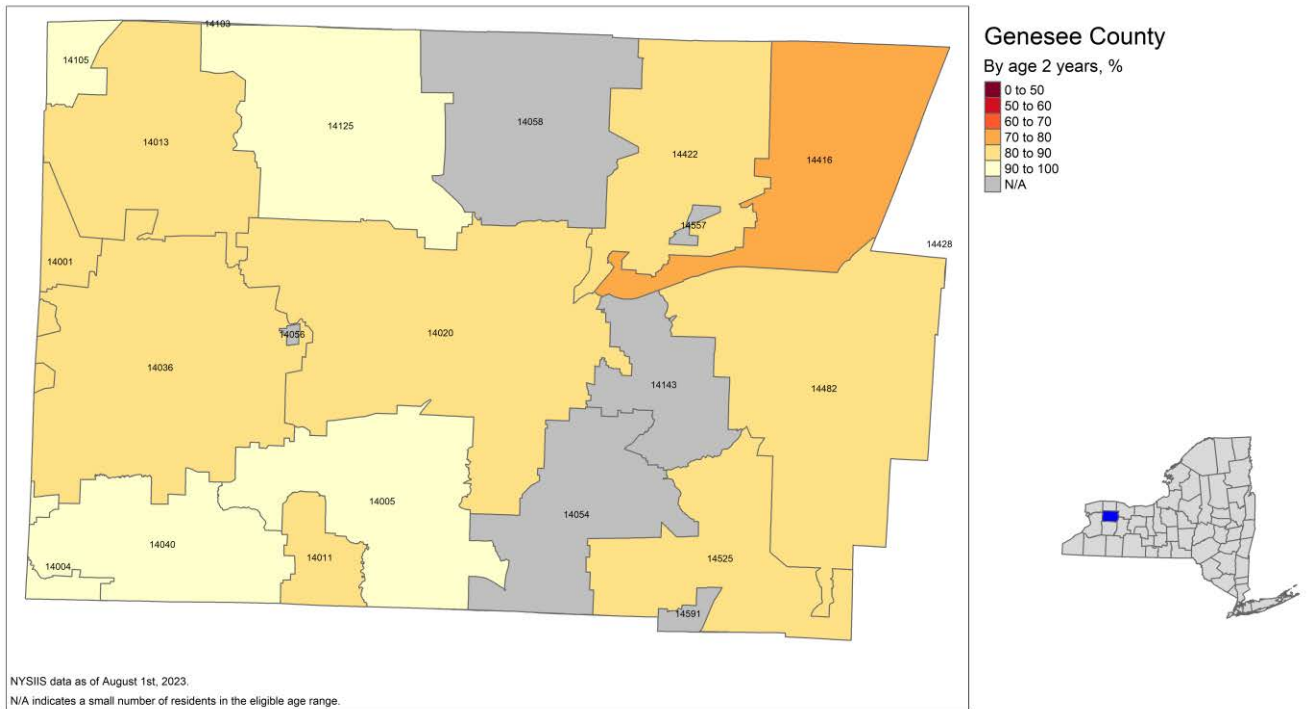 Genesee County
By age 2 years, %
0 to 50
50 to 60
60 to 70
70 to 80
80 to 90
90 to 100
N/A
14103
14105
14125
14058
14013
14422
14416
14557
14428
14001
14056
14020
14036
14143
14482
14005
14054
14040
14004
14011
14525
14591
NYSIIS data as of August 1st, 2023.
N/A indicates a small number of residents in the eligible age range.